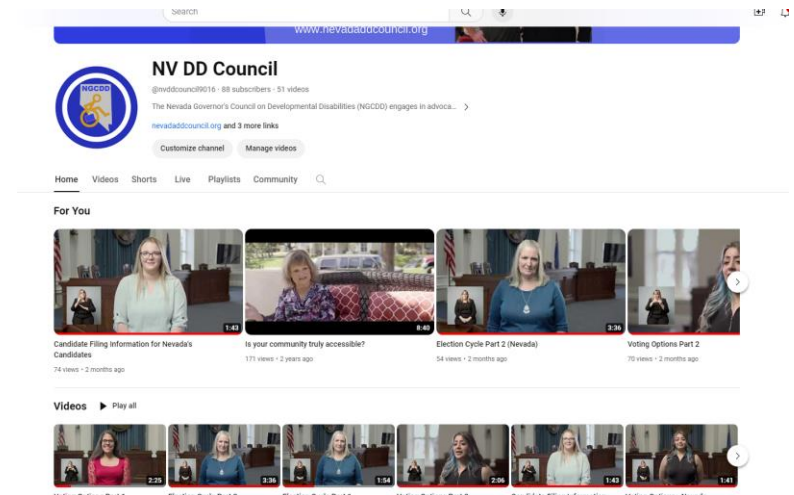 Search
www.nevadaddcouncil.org
NGCDD
NV DD Council
@nvddcouncil9016 · 88 subscribers · 51 videos
The Nevada Governor's Council on Developmental Disabilities (NGCDD) engages in advoca...
nevadaddcouncil.org and 3 more links
Customize channel Manage videos
Home Videos Shorts Live Playlists Community
For You
1:43 8:40 3:36
Candidate Filing Information for Nevada's Candidates
74 views · 2 months ago
Is your community truly accessible?
171 views · 2 years ago
Election Cycle Part 2 (Nevada)
54 views · 2 months ago
Voting Options Part 2
70 views · 2 months ago
Videos Play all
2:25 3:36 1:54 2:06 1:43 1:41